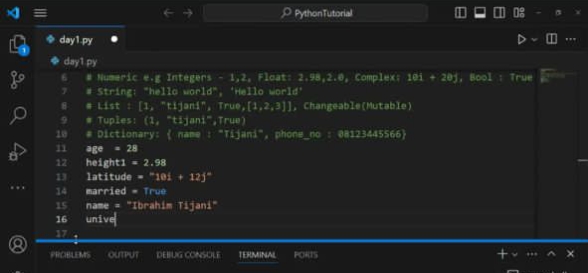 PythonTutorial
day1.py
day1.py
6 # Numeric e.g Integers - 1,2, Float: 2.98,2.0, Complex: 10i + 20j, Bool : True
7 # String: "hello world", 'Hello world'
8 # List : [1, "tijani", True,[1,2,3]], Changeable(Mutable)
9 # Tuples: (1, "tijani",True)
10 # Dictionary: { name : "Tijani", phone_no : 08123445566}
11 age = 28
12 height1 = 2.98
13 latitude = "10i + 12j"
14 married = True
15 name = "Ibrahim Tijani"
16 unive
17
PROBLEMS OUTPUT DEBUG CONSOLE TERMINAL PORTS